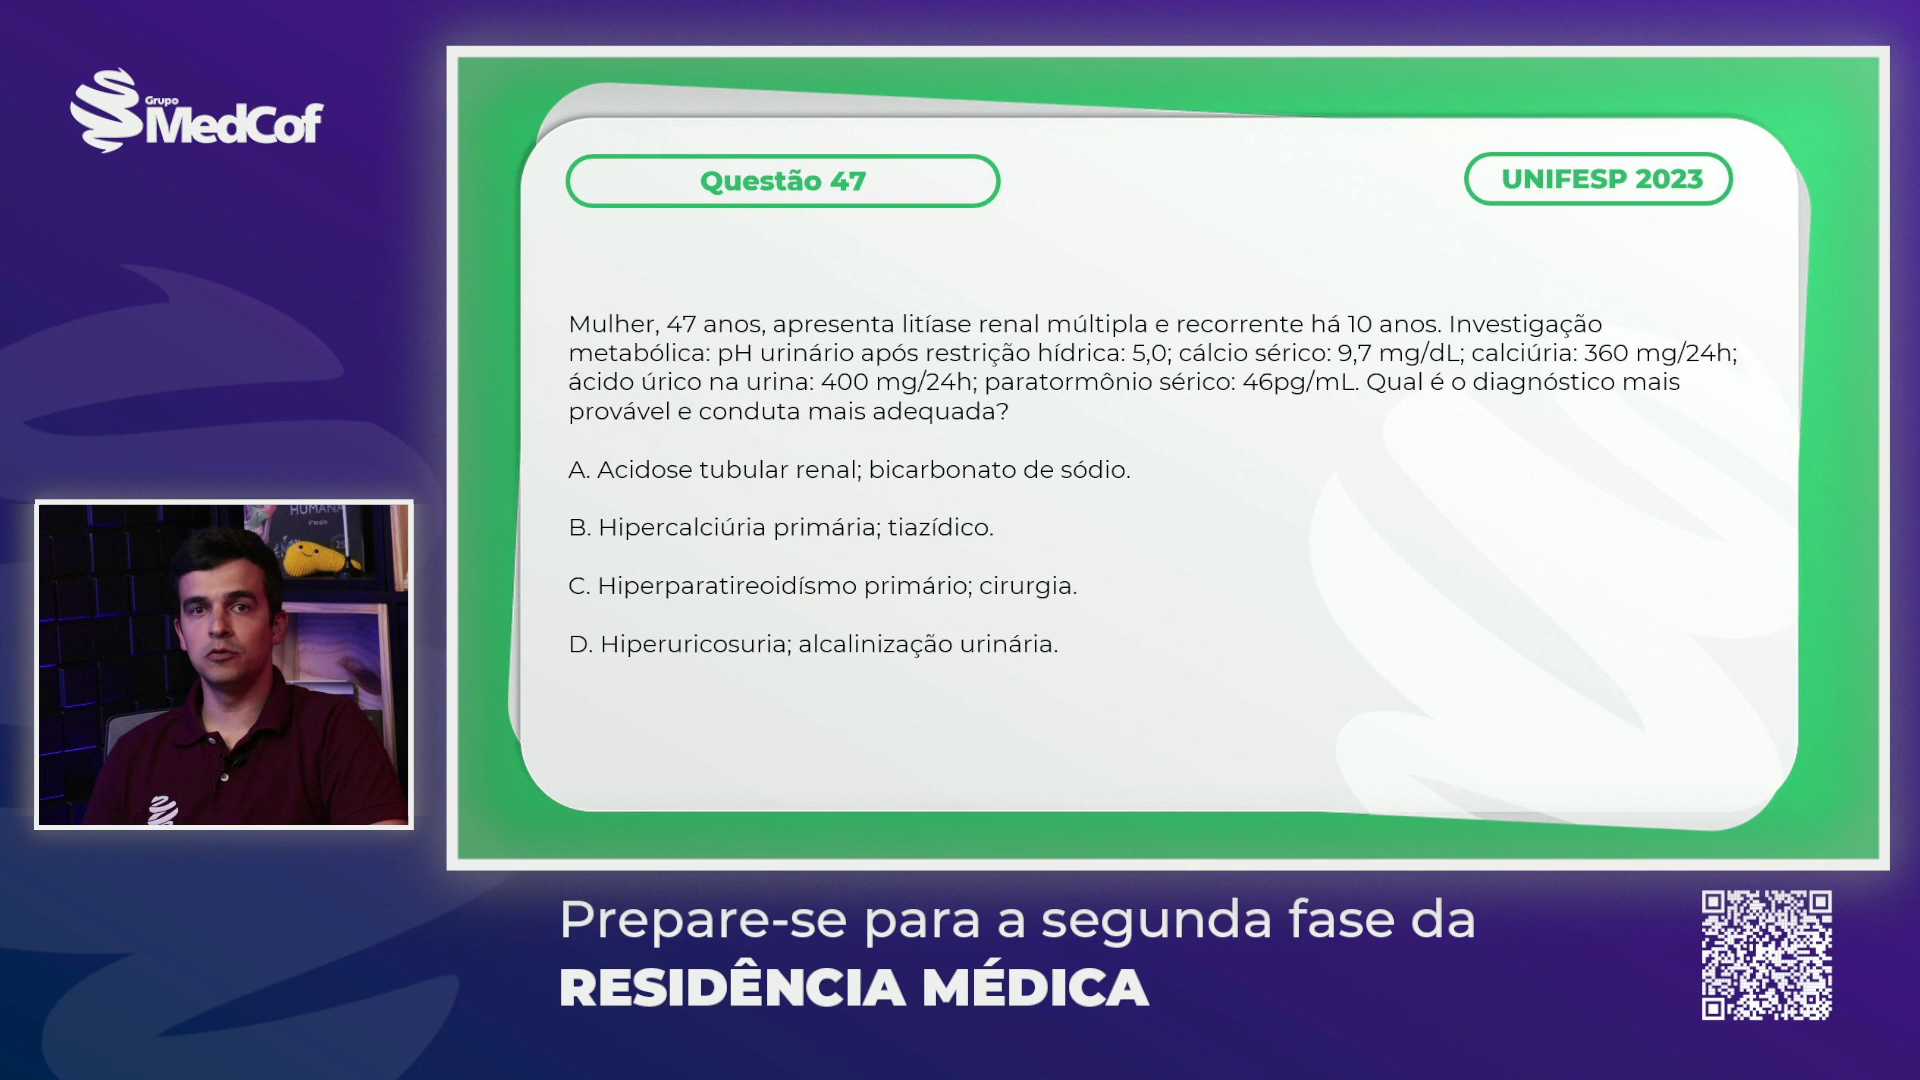 Grupo
MedCof
Questão 47
UNIFESP 2023
Mulher, 47 anos, apresenta litíase renal múltipla e recorrente há 10 anos. Investigação
metabólica: pH urinário após restrição hídrica: 5,0; cálcio sérico: 9,7 mg/dL; calciúria: 360 mg/24h;
ácido úrico na urina: 400 mg/24h; paratormônio sérico: 46pg/mL. Qual é o diagnóstico mais
provável e conduta mais adequada?
A. Acidose tubular renal; bicarbonato de sódio.
B. Hipercalciúria primária; tiazídico.
C. Hiperparatireoidísmo primário; cirurgia.
D. Hiperuricosuria; alcalinização urinária.
HUMANA
Prepare-se para a segunda fase da
RESIDÊNCIA MÉDICA